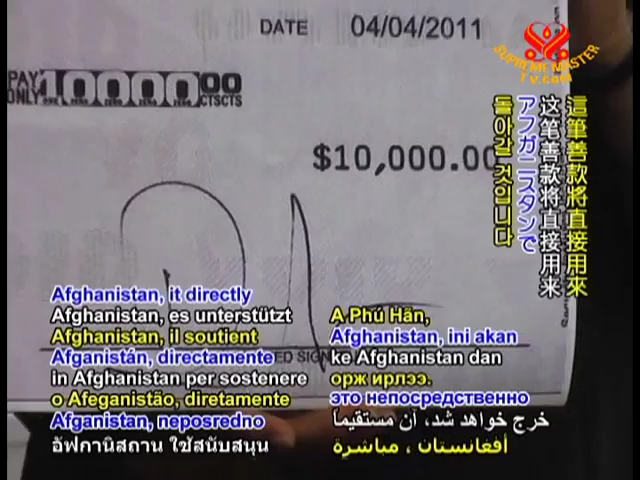 DATE 04/04/2011
SUPREME MASTER
TV.com
PAY
ONLY
10000 00
CTSCTS
$10,000.00
這筆善款將直接用來
这笔善款将直接用来
アフガニスタンで
돌아갈 것입니다
Afghanistan, it directly
Afghanistan, es unterstützt
Afghanistan, il soutient
Afganistán, directamente
in Afghanistan per sostenere
o Afeganistão, diretamente
Afganistan, neposredno
อัฟกานิสถาน ใช้สนับสนุน
A Phú Hãn,
Afghanistan, ini akan
ke Afghanistan dan
орж ирлээ.
это непосредственно
خرج خواهد شد، آن مستقیماً
أفغانستان ، مباشرة